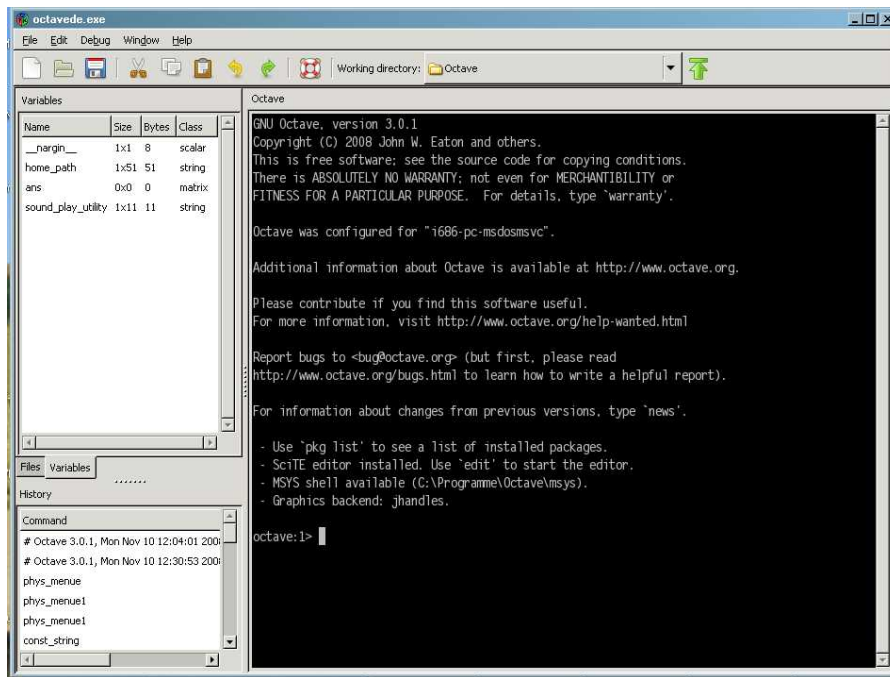 octavede.exe
File Edit Debug Window Help
Working directory: Octave
Variables
Name Size Bytes Class
__nargin__ 1x1 8 scalar
home_path 1x51 51 string
ans 0x0 0 matrix
sound_play_utility 1x11 11 string
Files Variables
History
Command
# Octave 3.0.1, Mon Nov 10 12:04:01 200
# Octave 3.0.1, Mon Nov 10 12:30:53 200
phys_menue
phys_menue1
phys_menue1
const_string
Octave
GNU Octave, version 3.0.1
Copyright (C) 2008 John W. Eaton and others.
This is free software; see the source code for copying conditions.
There is ABSOLUTELY NO WARRANTY; not even for MERCHANTIBILITY or
FITNESS FOR A PARTICULAR PURPOSE.  For details, type `warranty'.
Octave was configured for "i686-pc-msdosmsvc".
Additional information about Octave is available at http://www.octave.org.
Please contribute if you find this software useful.
For more information, visit http://www.octave.org/help-wanted.html
Report bugs to <bug@octave.org> (but first, please read
http://www.octave.org/bugs.html to learn how to write a helpful report).
For information about changes from previous versions, type `news'.
- Use `pkg list' to see a list of installed packages.
- SciTE editor installed. Use `edit' to start the editor.
- MSYS shell available (C:\Programme\Octave\msys).
- Graphics backend: jhandles.
octave:1>